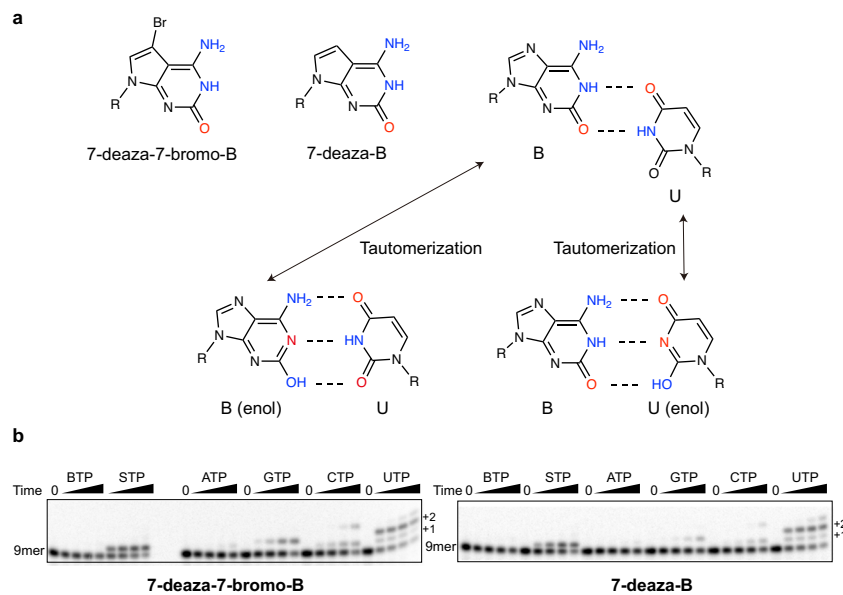 a
Br
NH2
N
NH
R
N
O
7-deaza-7-bromo-B
NH2
N
NH
R
N
O
7-deaza-B
N
NH2
N
NH
R
N
O
B
O
HN
N
O
R
U
Tautomerization
Tautomerization
N
NH2
N
N
R
N
OH
B (enol)
O
HN
N
O
R
U
N
NH2
N
NH
R
N
O
B
O
N
N
HO
R
U (enol)
b
BTP STP ATP GTP CTP UTP
Time 0 0 0 0 0
+2
+1
9mer
7-deaza-7-bromo-B
BTP STP ATP GTP CTP UTP
Time 0 0 0 0 0
+2
+1
9mer
7-deaza-B